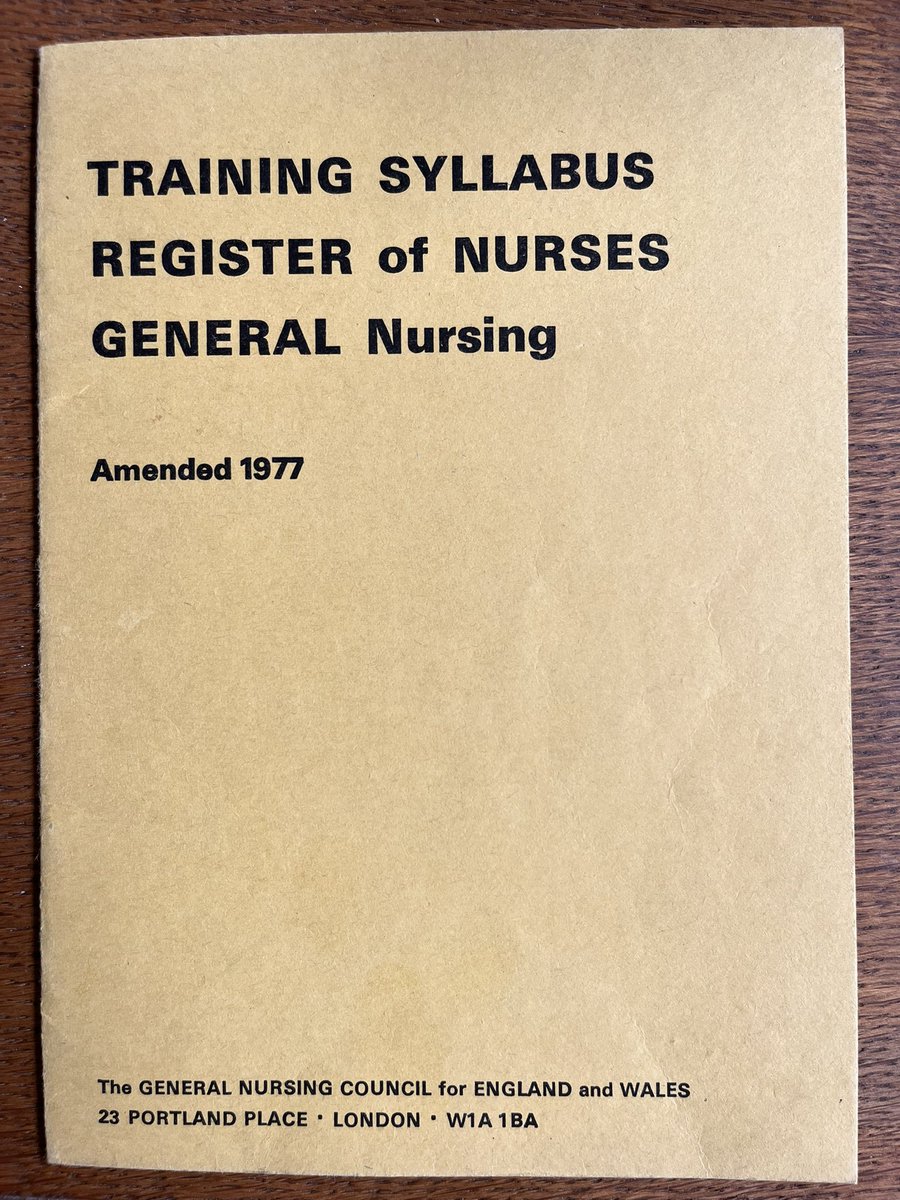 TRAINING SYLLABUS
REGISTER of NURSES
GENERAL Nursing
Amended 1977
The GENERAL NURSING COUNCIL for ENGLAND and WALES
23 PORTLAND PLACE · LONDON · W1A 1BA